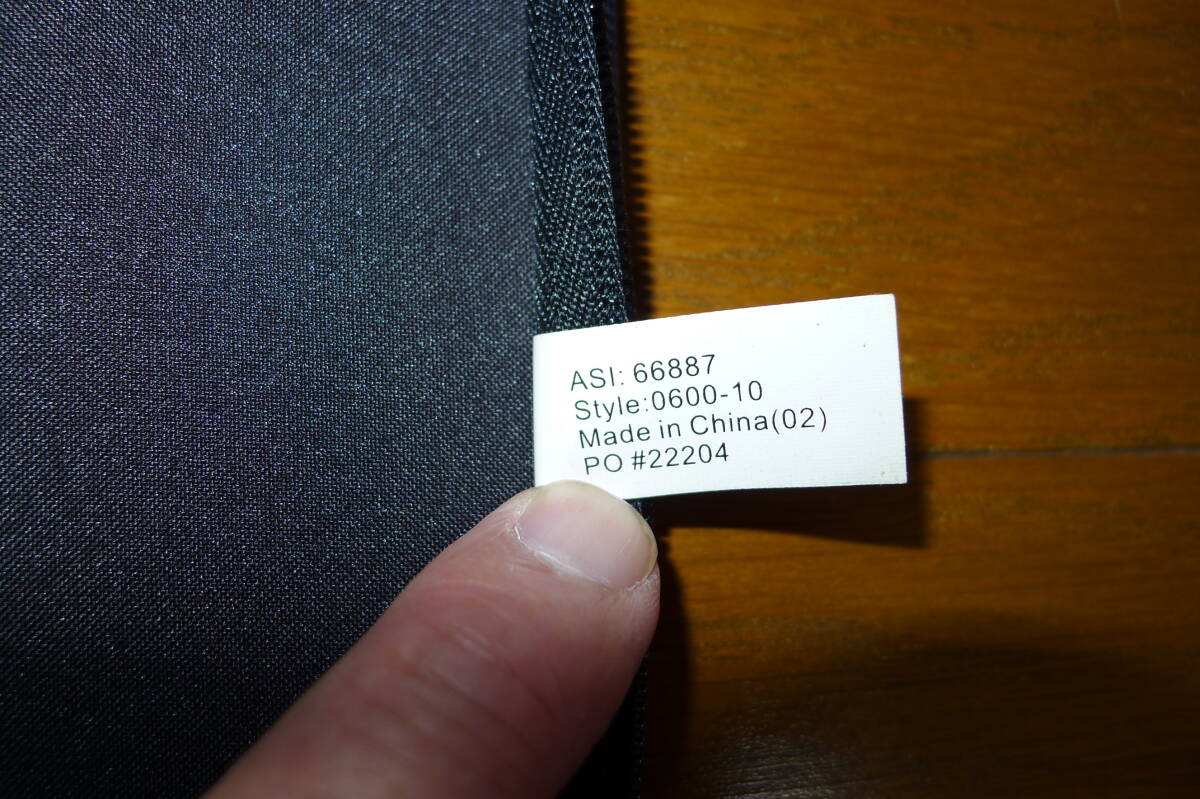 ASI: 66887
Style:0600-10
Made in China(02)
PO #22204